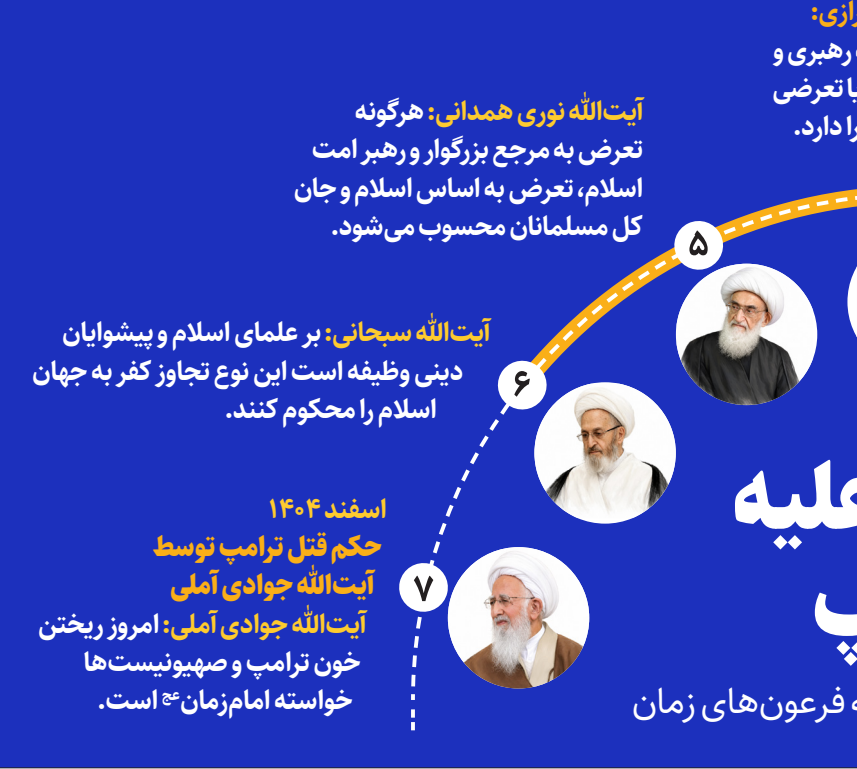 رازی:
رهبری و
یا تعرضی
را دارد.
آیت‌الله نوری همدانی: هرگونه
تعرض به مرجع بزرگوار و رهبر امت
اسلام، تعرض به اساس اسلام و جان
کل مسلمانان محسوب می‌شود.
۵
آیت‌الله سبحانی: بر علمای اسلام و پیشوایان
دینی وظیفه است این نوع تجاوز کفر به جهان
اسلام را محکوم کنند.
۶
علیه
پ
ه فرعون‌های زمان
اسفند ۱۴۰۴
حکم قتل ترامپ توسط
آیت‌الله جوادی آملی
آیت‌الله جوادی آملی: امروز ریختن
خون ترامپ و صهیونیست‌ها
خواسته امام‌زمان عج است.
۷